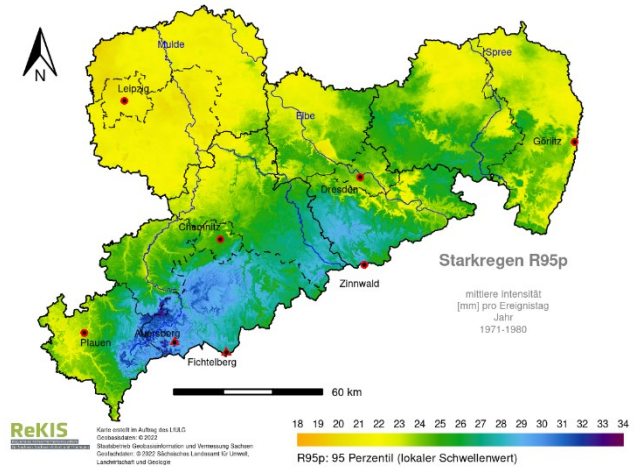 N
Mulde
Spree
Leipzig
Elbe
Görlitz
Dresden
Chemnitz
Starkregen R95p
Zinnwald
mittlere Intensität
[mm] pro Ereignistag
Jahr
1971-1980
Auersberg
Plauen
Fichtelberg
60 km
ReKIS
Karte erstellt im Auftrag des LfULG
Geobasisdaten: © 2022
Staatsbetrieb Geobasisinformation und Vermessung Sachsen
Geofachdaten: © 2022 Sächsisches Landesamt für Umwelt,
Landwirtschaft und Geologie
18 19 20 21 22 23 24 25 26 27 28 29 30 31 32 33 34
R95p: 95 Perzentil (lokaler Schwellenwert)